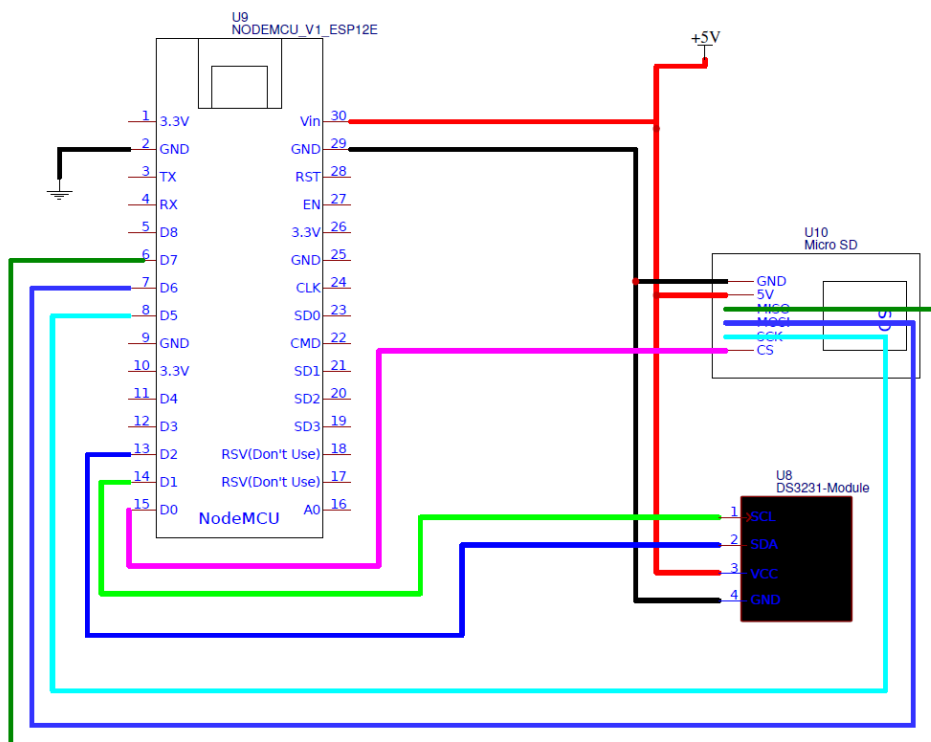 U9
NODEMCU_V1_ESP12E
+5V
1 3.3V Vin 30
2 GND GND 29
3 TX RST 28
4 RX EN 27
5 D8 3.3V 26
6 D7 GND 25
7 D6 CLK 24
8 D5 SD0 23
9 GND CMD 22
10 3.3V SD1 21
11 D4 SD2 20
12 D3 SD3 19
13 D2 RSV(Don't Use) 18
14 D1 RSV(Don't Use) 17
15 D0 A0 16
NodeMCU
U10
Micro SD
GND
5V
MISO
MOSI
SCK
CS
SD
U8
DS3231-Module
1 SCL
2 SDA
3 VCC
4 GND